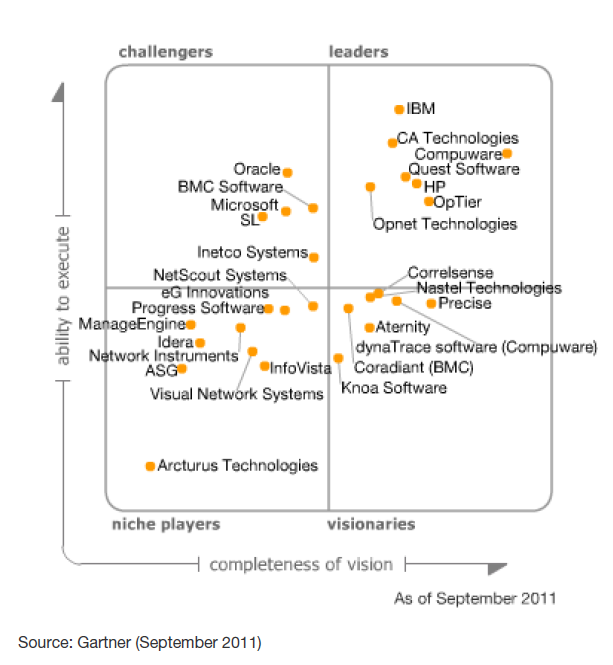 challengers
leaders
IBM
CA Technologies
Compuware
Oracle
Quest Software
BMC Software
HP
Microsoft
OpTier
SL
Opnet Technologies
Inetco Systems
ability to execute
NetScout Systems
Correlsense
eG Innovations
Nastel Technologies
Progress Software
Precise
ManageEngine
Aternity
Idera
dynaTrace software (Compuware)
Network Instruments
ASG
InfoVista
Coradiant (BMC)
Visual Network Systems
Knoa Software
Arcturus Technologies
niche players
visionaries
completeness of vision
As of September 2011
Source: Gartner (September 2011)